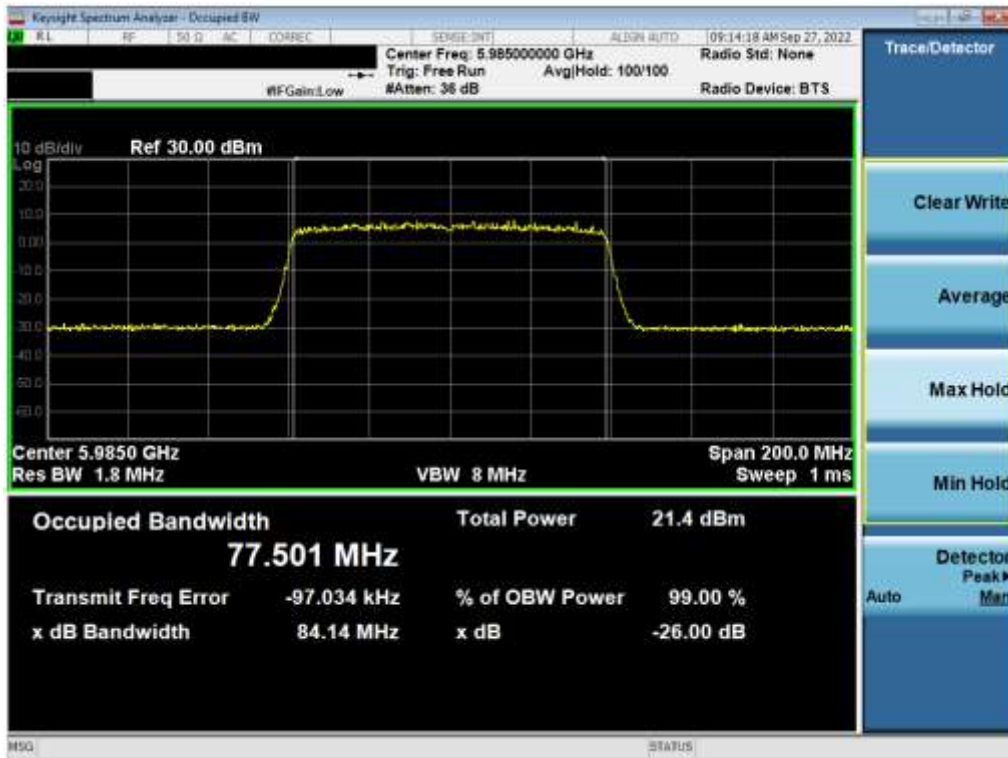 Keysight Spectrum Analyzer - Occupied BW
RL RF 50 Ω AC CORREC SENSE:INT ALIGN AUTO 09:14:18 AM Sep 27, 2022
Center Freq: 5.985000000 GHz Radio Std: None
Trig: Free Run Avg|Hold: 100/100
#IFGain:Low #Atten: 36 dB Radio Device: BTS
10 dB/div Ref 30.00 dBm
Log
20.0
10.0
0.00
-10.0
-20.0
-30.0
-40.0
-50.0
-60.0
Center 5.9850 GHz Span 200.0 MHz
Res BW 1.8 MHz VBW 8 MHz Sweep 1 ms
Occupied Bandwidth Total Power 21.4 dBm
77.501 MHz
Transmit Freq Error -97.034 kHz % of OBW Power 99.00 %
x dB Bandwidth 84.14 MHz x dB -26.00 dB
MSG STATUS
Trace/Detector
Clear Write
Average
Max Hold
Min Hold
Detector
Peak
Auto Man